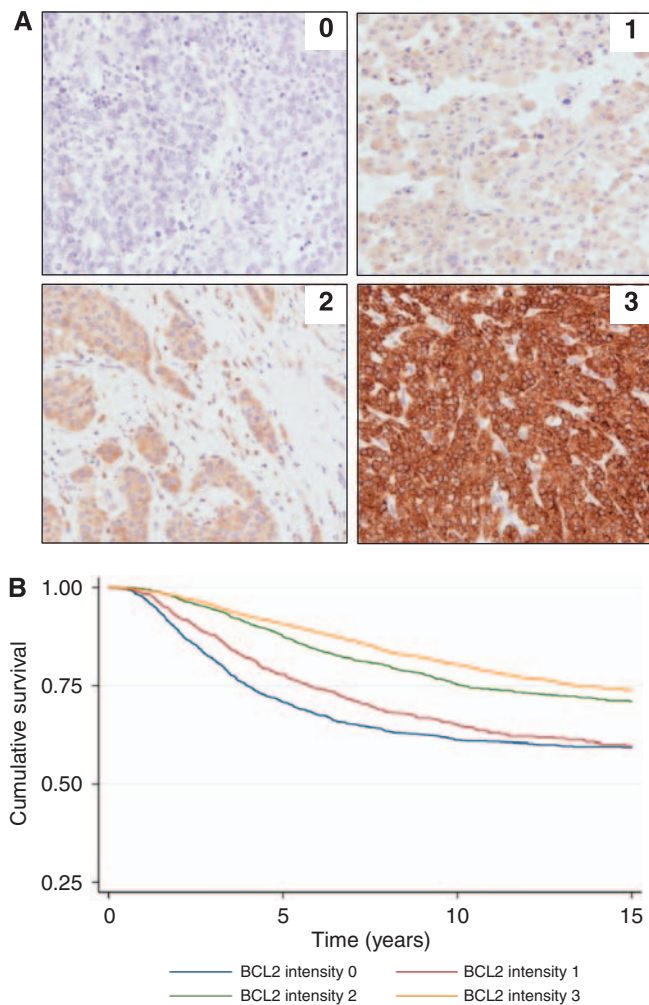 A
0
1
2
3
B
1.00
0.75
0.50
0.25
Cumulative survival
0 5 10 15
Time (years)
BCL2 intensity 0 BCL2 intensity 1
BCL2 intensity 2 BCL2 intensity 3